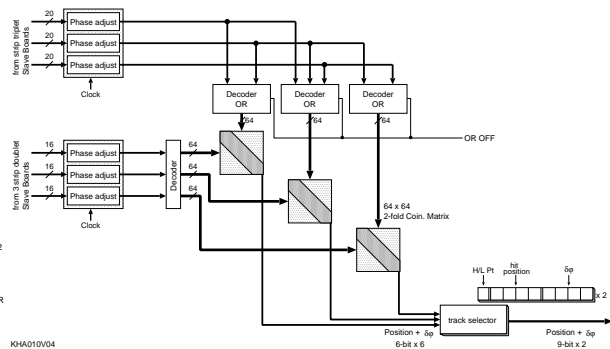 20
Phase adjust
20
Phase adjust
20
Phase adjust
from strip triplet
Slave Boards
Clock
Decoder
OR
Decoder
OR
Decoder
OR
64
64
64
OR OFF
16
Phase adjust
16
Phase adjust
16
Phase adjust
from 3 strip doublet
Slave Boards
Clock
Decoder
64
64
64
64 x 64
2-fold Coin. Matrix
2
R
H/L Pt
hit
position
δφ
x 2
track selector
Position + δφ
6-bit x 6
Position + δφ
9-bit x 2
KHA010V04